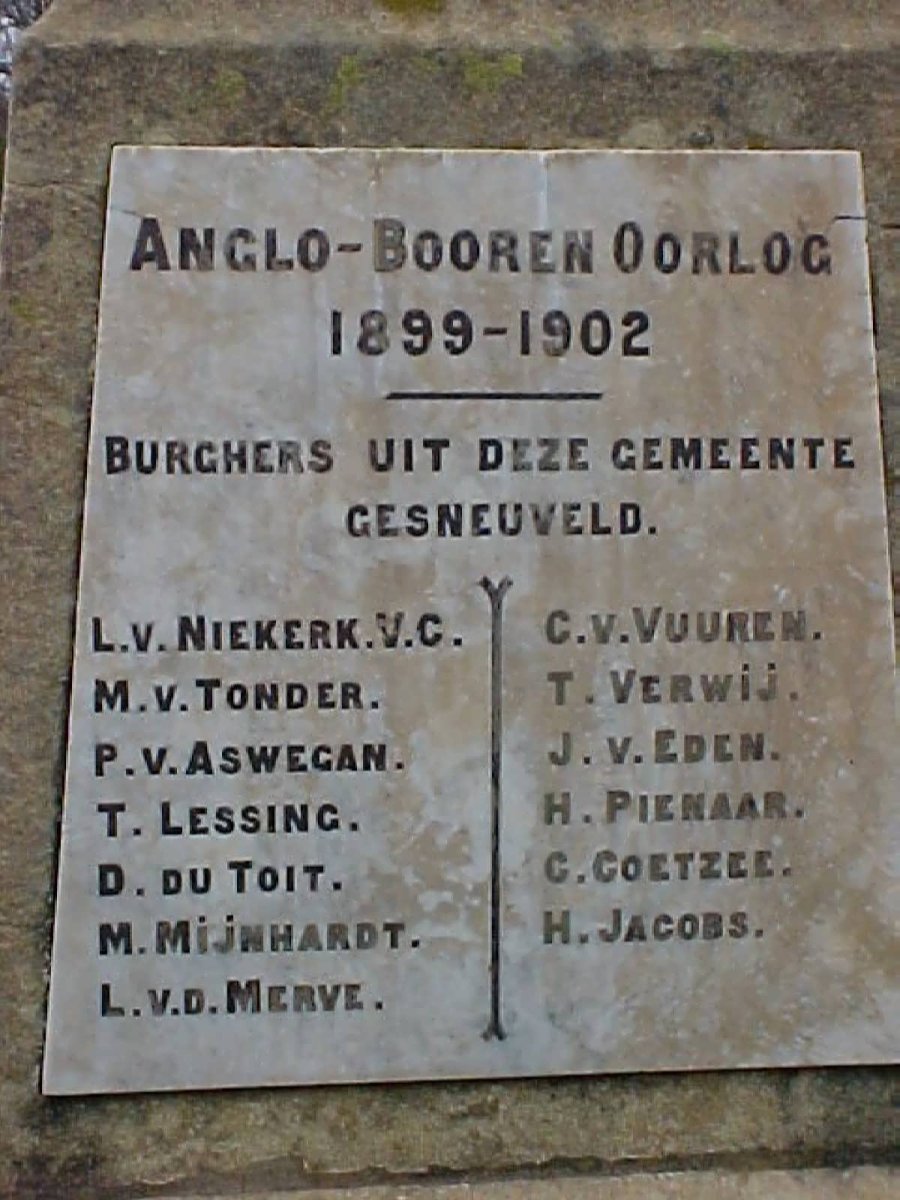 ANGLO-BOOREN OORLOG
1899-1902
BURGHERS UIT DEZE GEMEENTE
GESNEUVELD.
L.V. NIEKERK.V.C.
M.V.TONDER.
P.V.ASWEGAN.
T. LESSING.
D. DU TOIT.
M.MIJNHARDT.
L.V.D.MERVE.
C.V.VUUREN.
T. VERWIJ.
J. V. EDEN.
H. PIENAAR.
C.COETZEE.
H. JACOBS.